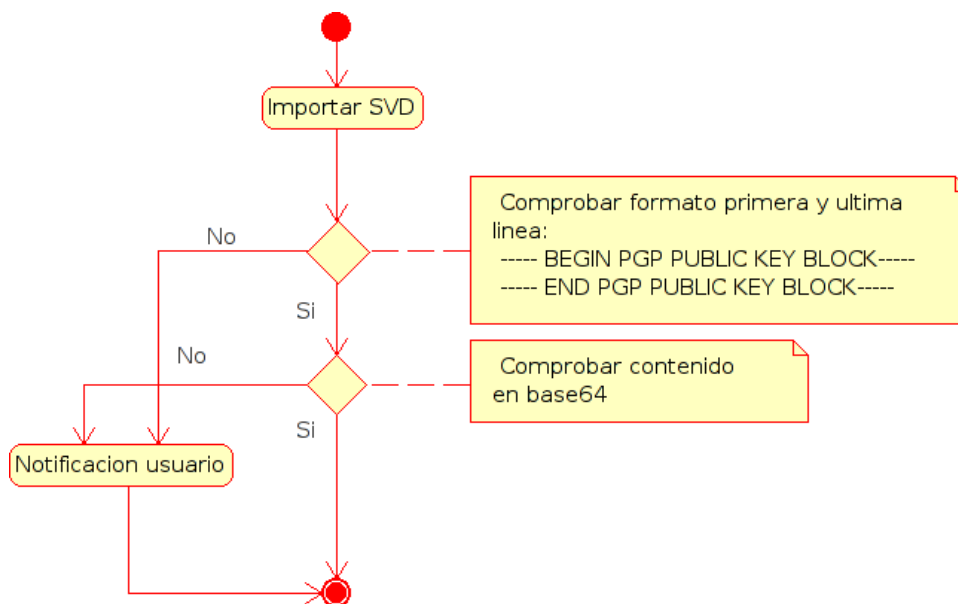 Importar SVD
Comprobar formato primera y ultima
linea:
----- BEGIN PGP PUBLIC KEY BLOCK-----
----- END PGP PUBLIC KEY BLOCK-----
No
Si
No
Comprobar contenido
en base64
Si
Notificacion usuario